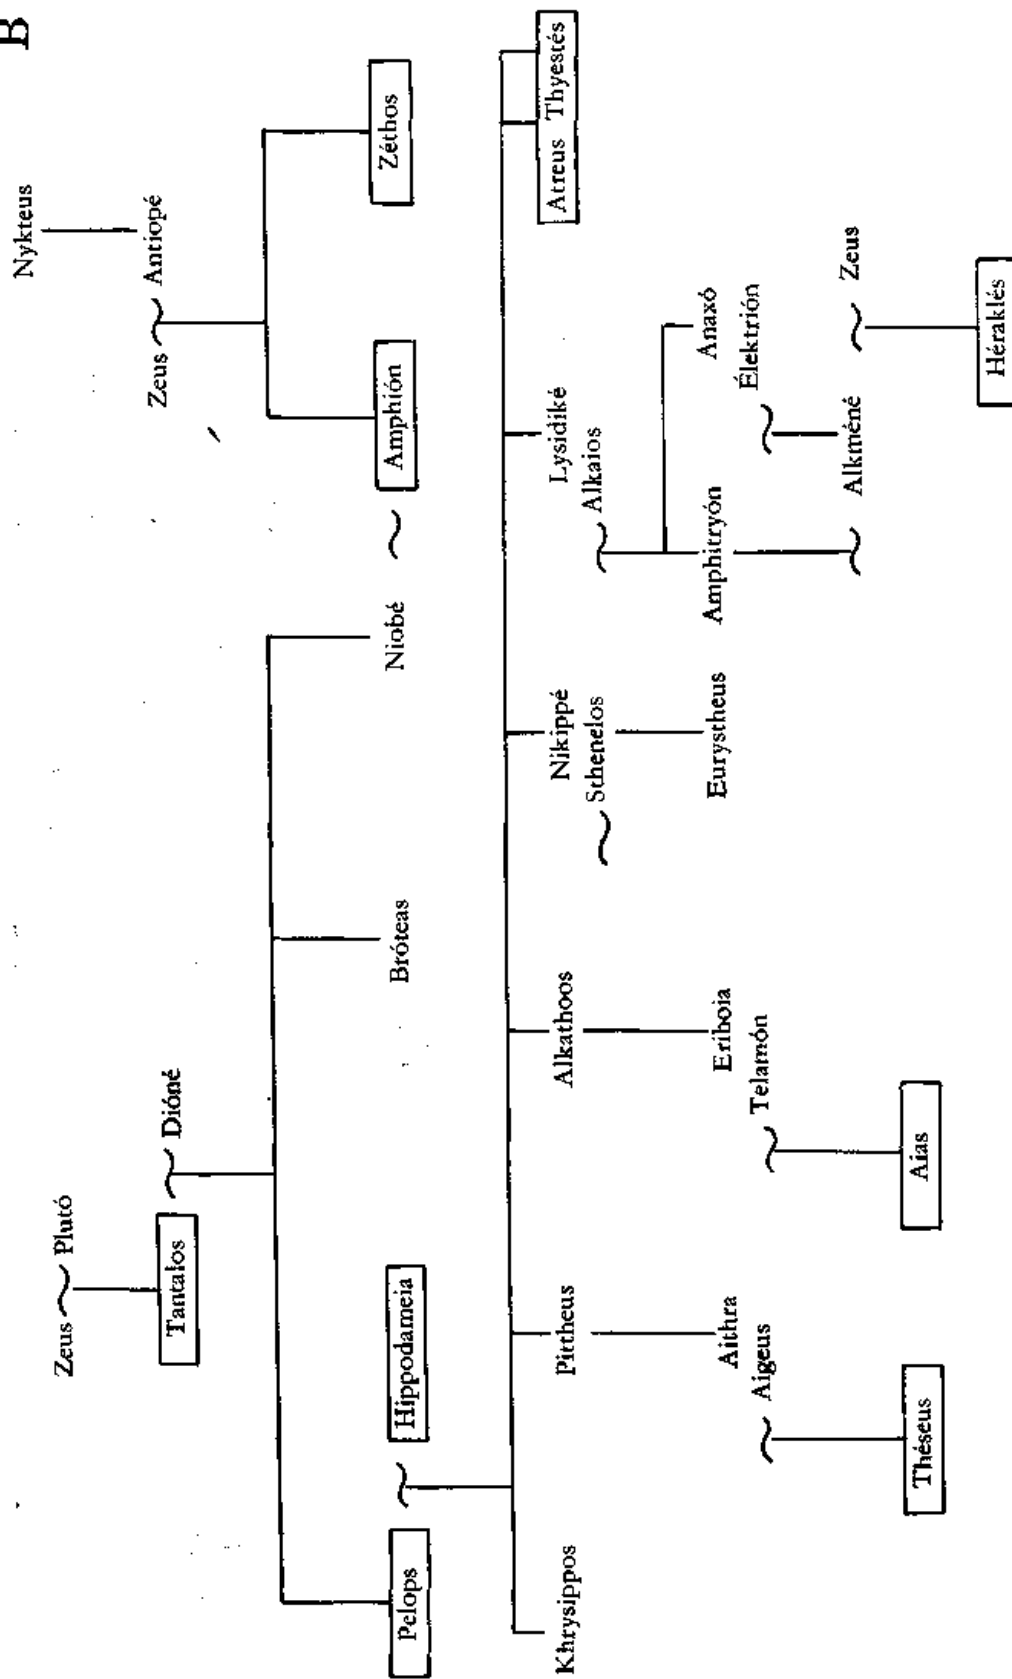 B
Nykteus
Zeus Plutó
Zeus Antiopé
Tantalos Dióné
Pelops Hippodameia Bróteas Niobé Amphión Zéthos
Khrysippos Pittheus Alkathoos Nikippé Lysidiké Atreus Thyestés
Sthenelos Alkaios
Aithra Eriboia Eurystheus Amphitryón Anaxó
Aigeus Telamón Élektrión
Alkméné Zeus
Théseus Aias Héraklés